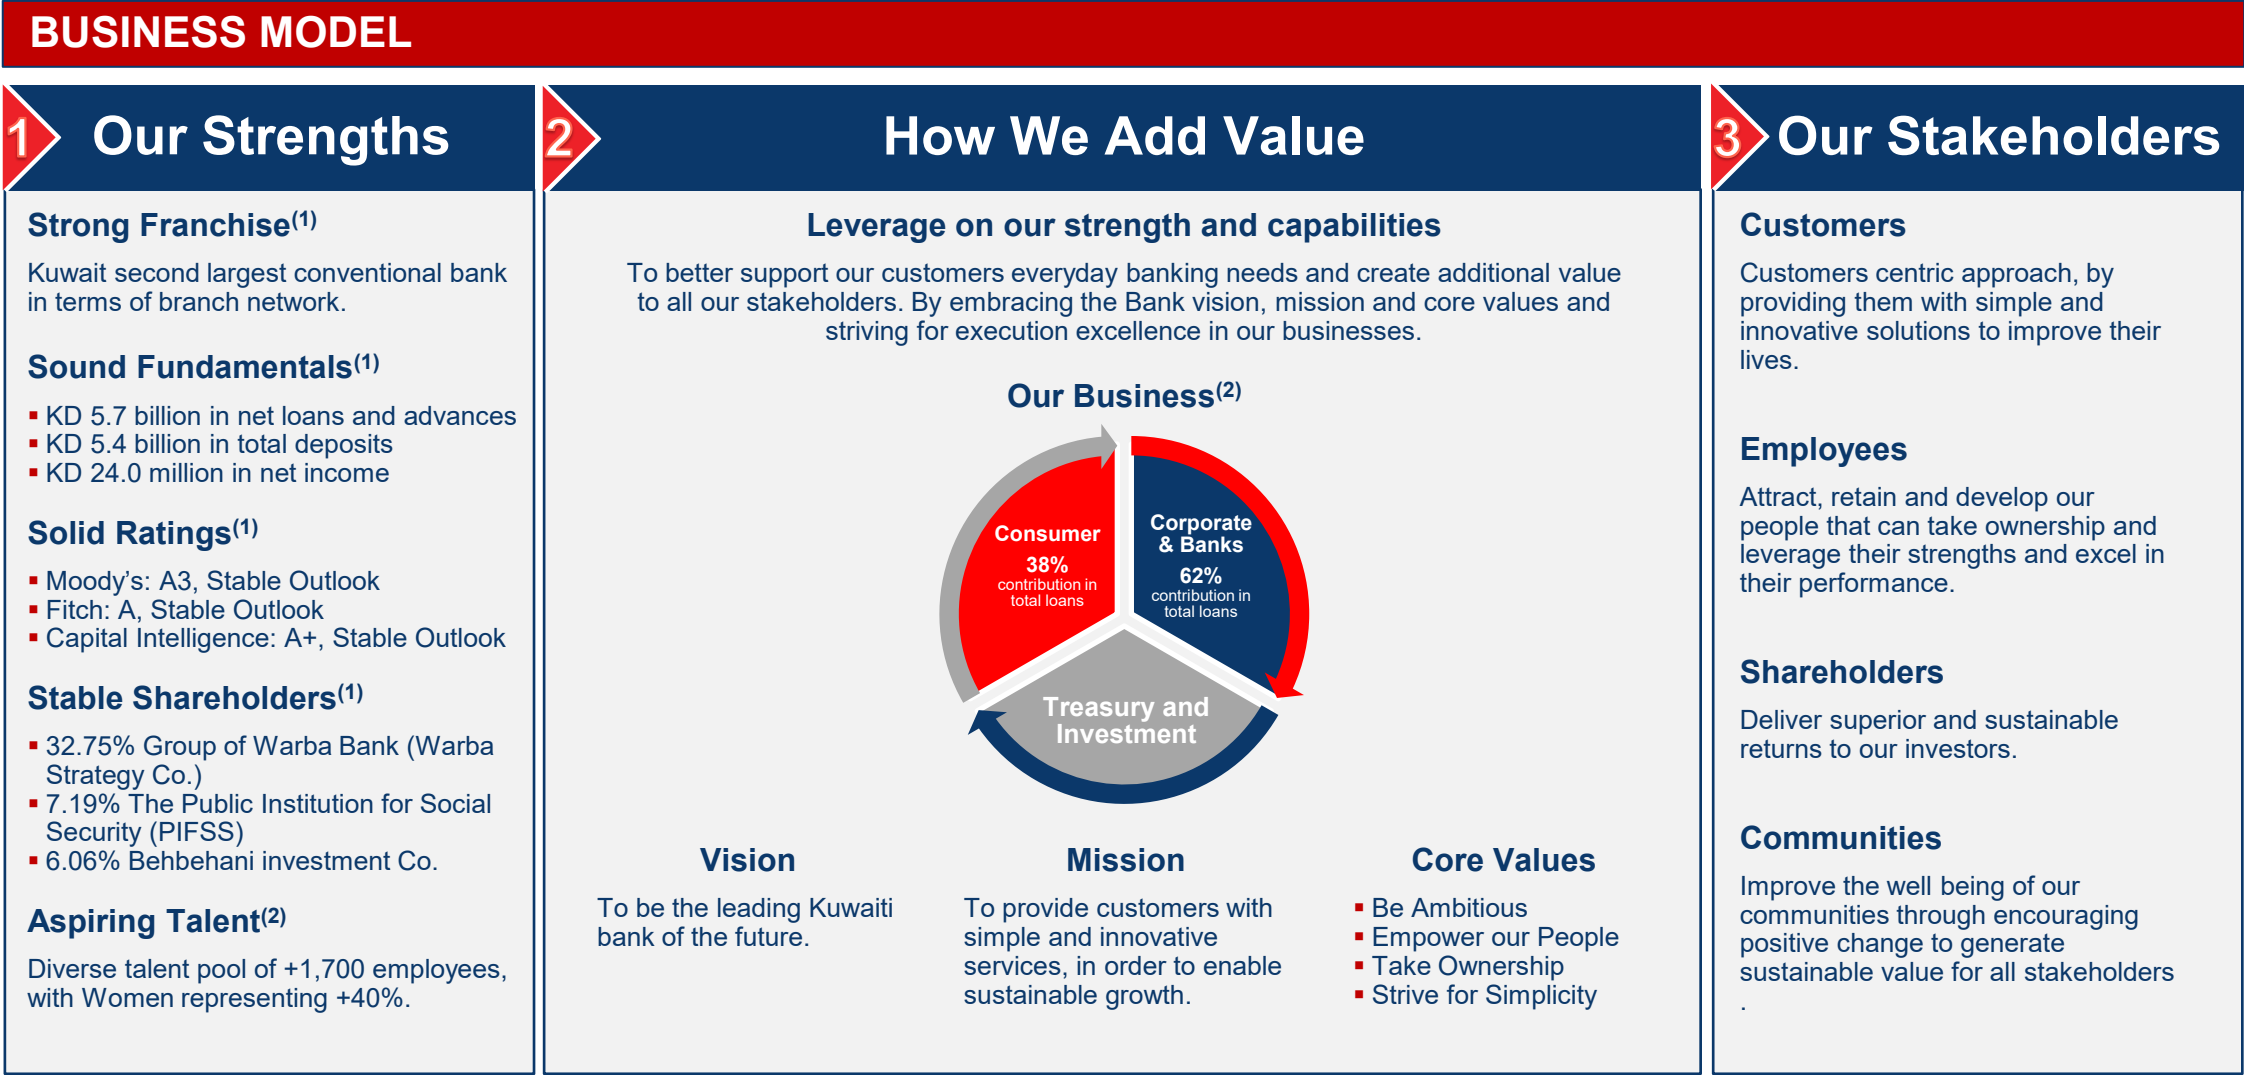 BUSINESS MODEL
1
Our Strengths
Strong Franchise(1)
Kuwait second largest conventional bank
in terms of branch network.
Sound Fundamentals(1)
▪ KD 5.7 billion in net loans and advances
▪ KD 5.4 billion in total deposits
▪ KD 24.0 million in net income
Solid Ratings(1)
▪ Moody’s: A3, Stable Outlook
▪ Fitch: A, Stable Outlook
▪ Capital Intelligence: A+, Stable Outlook
Stable Shareholders(1)
▪ 32.75% Group of Warba Bank (Warba
Strategy Co.)
▪ 7.19% The Public Institution for Social
Security (PIFSS)
▪ 6.06% Behbehani investment Co.
Aspiring Talent(2)
Diverse talent pool of +1,700 employees,
with Women representing +40%.
2
How We Add Value
Leverage on our strength and capabilities
To better support our customers everyday banking needs and create additional value
to all our stakeholders. By embracing the Bank vision, mission and core values and
striving for execution excellence in our businesses.
Our Business(2)
Consumer
38%
contribution in
total loans
Corporate
& Banks
62%
contribution in
total loans
Treasury and
Investment
Vision
To be the leading Kuwaiti
bank of the future.
Mission
To provide customers with
simple and innovative
services, in order to enable
sustainable growth.
Core Values
▪ Be Ambitious
▪ Empower our People
▪ Take Ownership
▪ Strive for Simplicity
3
Our Stakeholders
Customers
Customers centric approach, by
providing them with simple and
innovative solutions to improve their
lives.
Employees
Attract, retain and develop our
people that can take ownership and
leverage their strengths and excel in
their performance.
Shareholders
Deliver superior and sustainable
returns to our investors.
Communities
Improve the well being of our
communities through encouraging
positive change to generate
sustainable value for all stakeholders
.